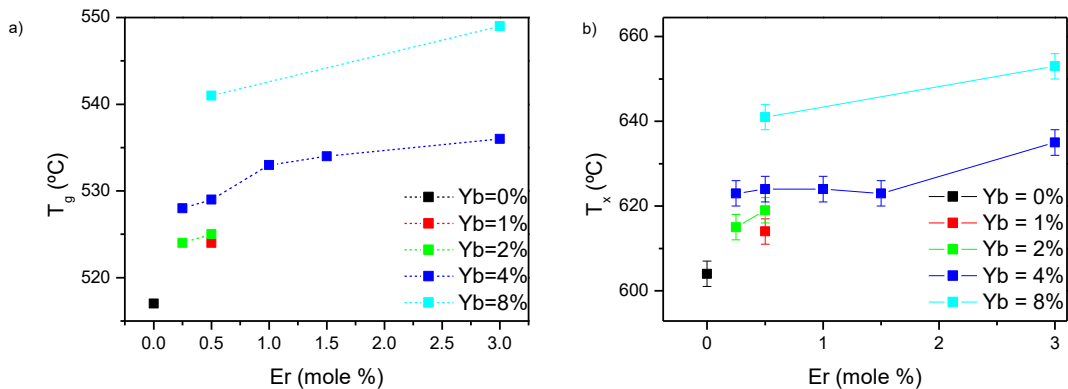 a)
550
540
530
520
T_g (ºC)
0.0 0.5 1.0 1.5 2.0 2.5 3.0
Er (mole %)
Yb=0%
Yb=1%
Yb=2%
Yb=4%
Yb=8%
b)
660
640
620
600
T_x (ºC)
0 1 2 3
Er (mole %)
Yb = 0%
Yb = 1%
Yb = 2%
Yb = 4%
Yb = 8%